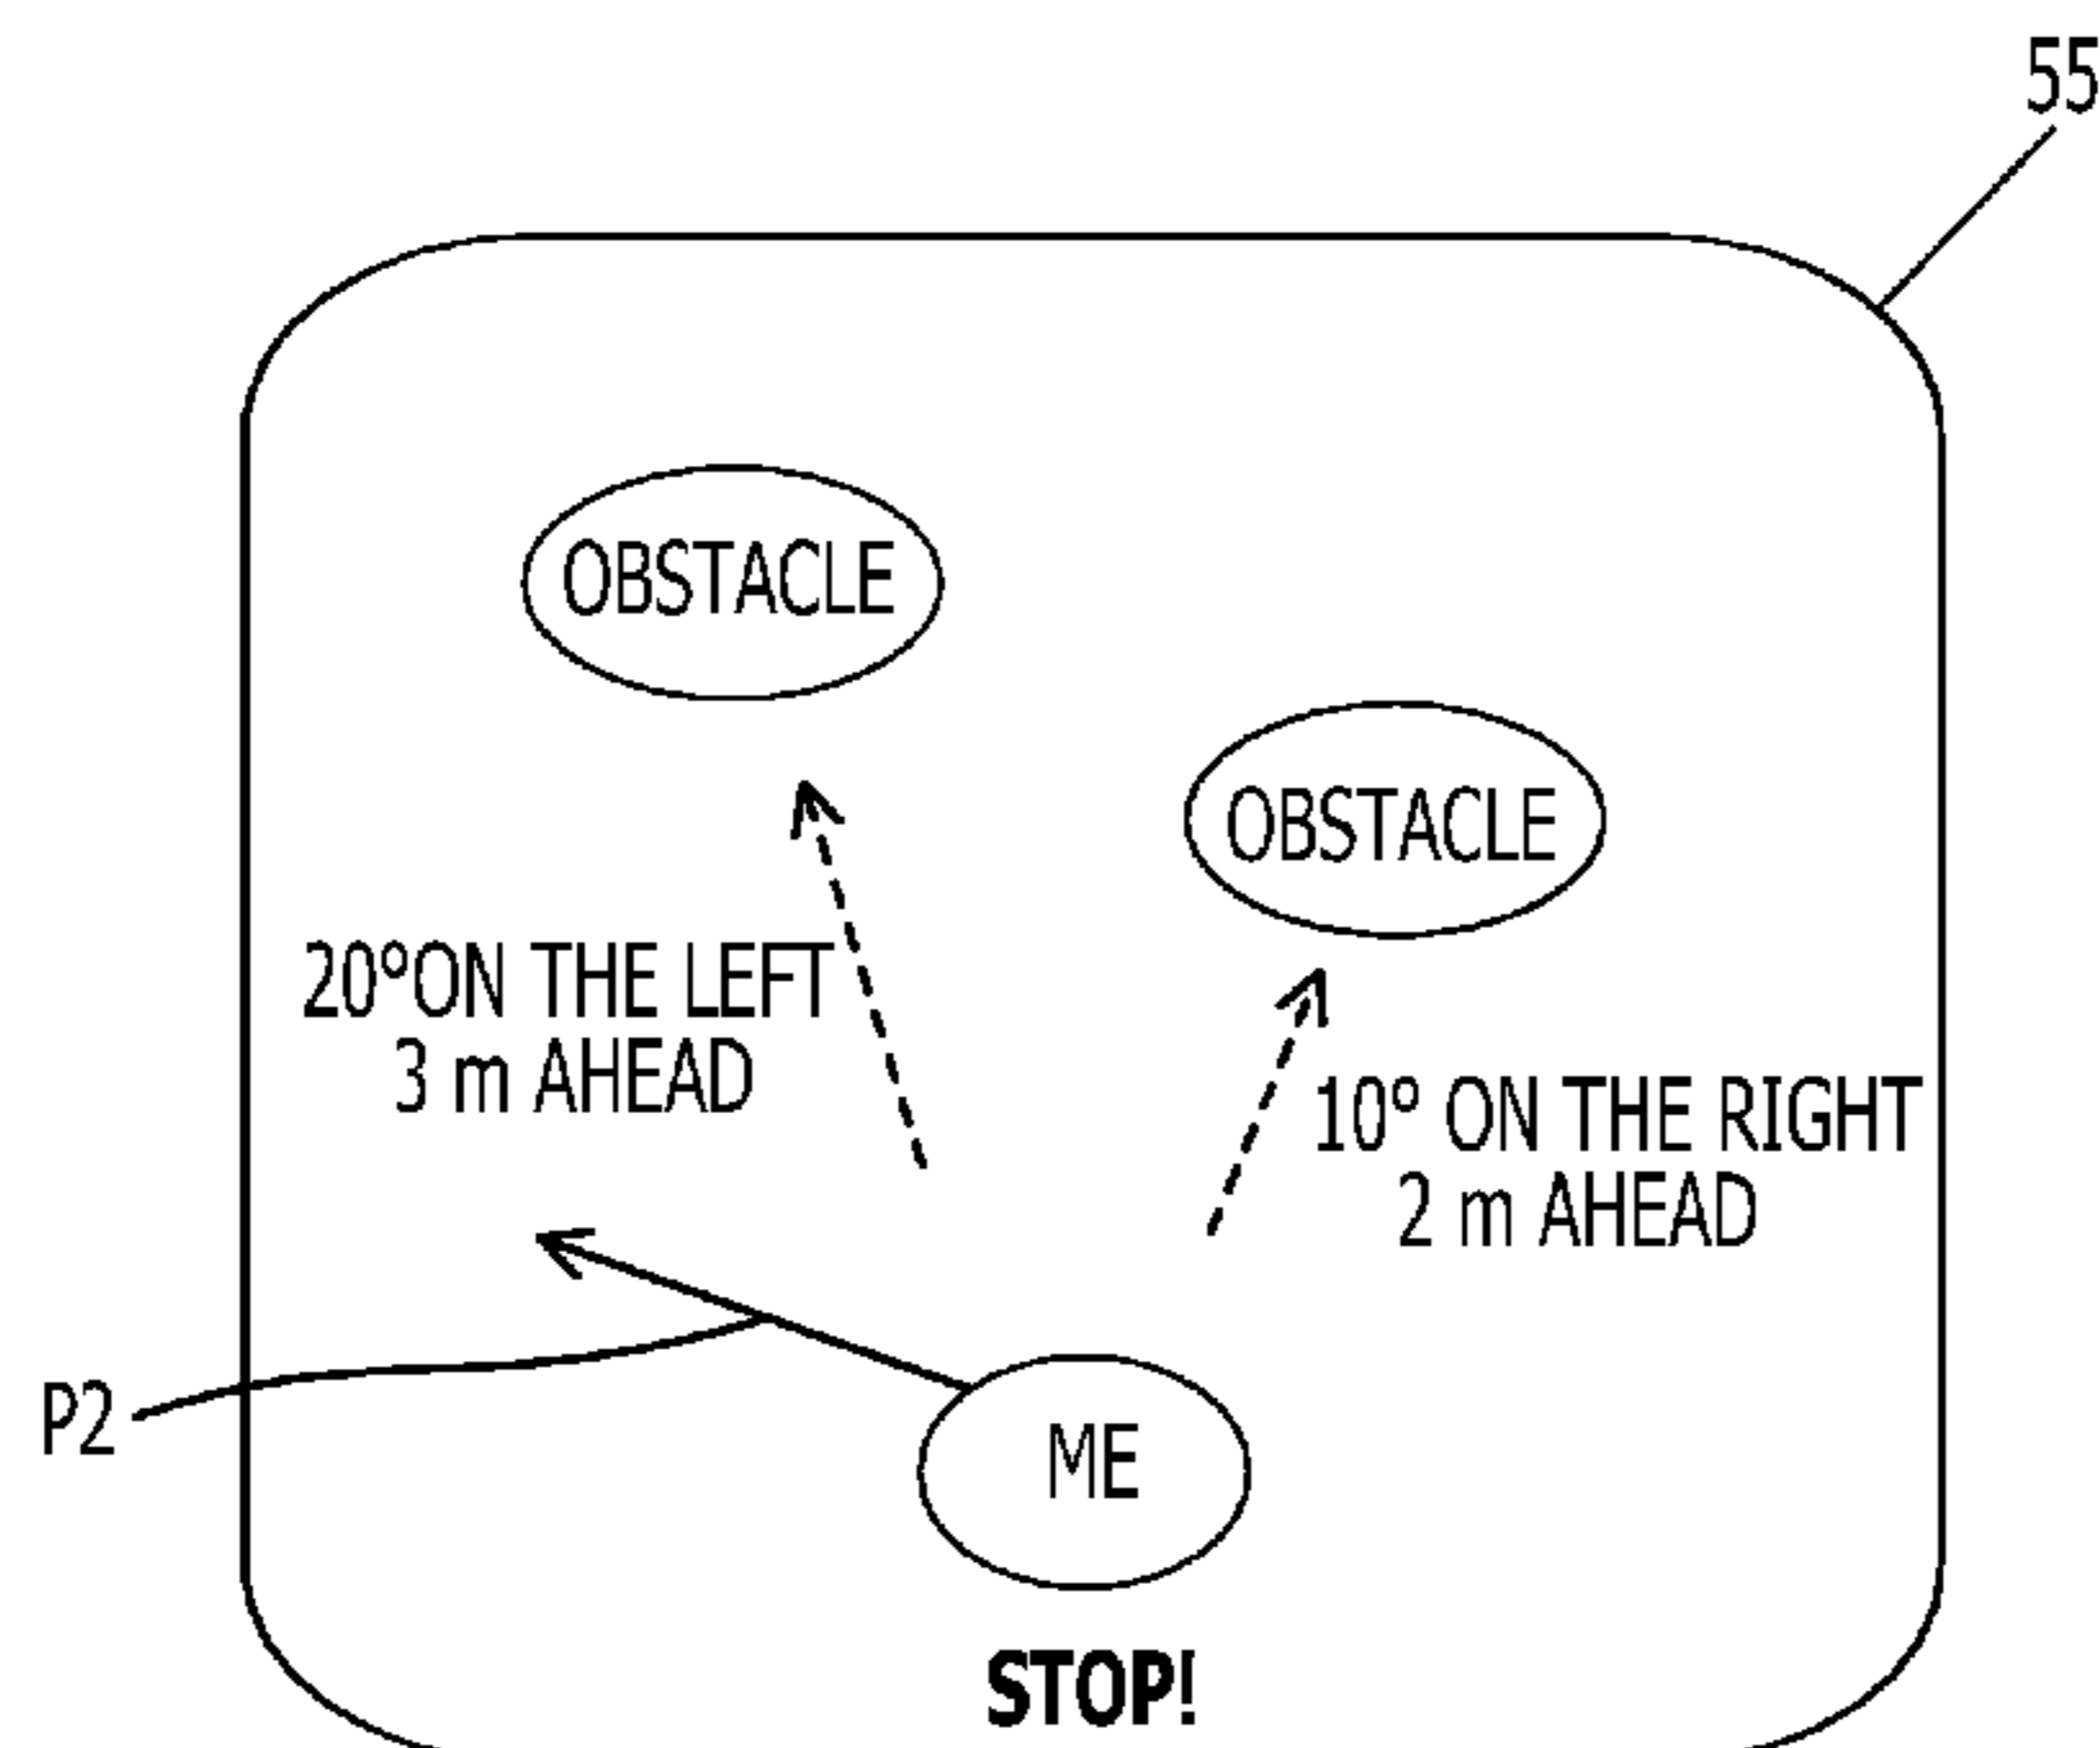 55
OBSTACLE
OBSTACLE
20°ON THE LEFT
3 m AHEAD
10° ON THE RIGHT
2 m AHEAD
P2
ME
STOP!